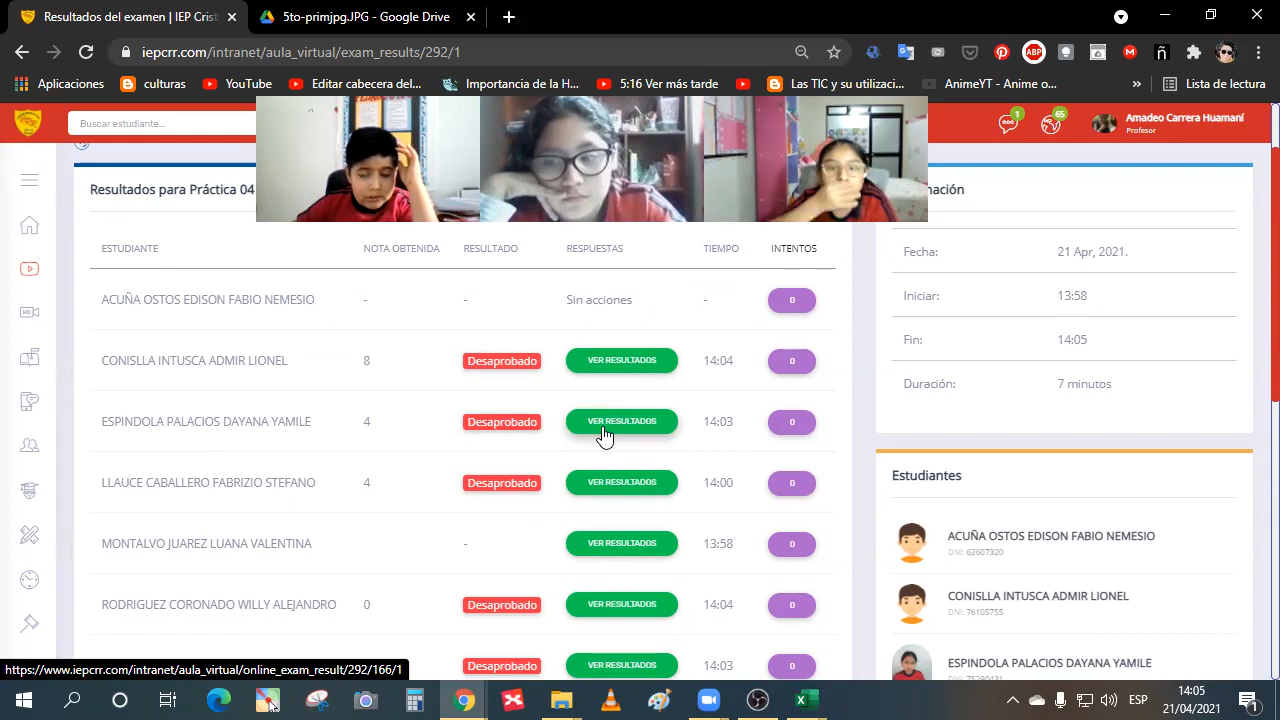 Resultados del examen | IEP Crist
5to-primjpg.JPG - Google Drive
iepcrr.com/intranet/aula_virtual/exam_results/292/1
Aplicaciones
culturas
YouTube
Editar cabecera del...
Importancia de la H...
5:16 Ver más tarde
Las TIC y su utilizaci...
AnimeYT - Anime o...
»
Lista de lectura
Buscar estudiante...
1
65
Amadeo Carrera Huamaní
Profesor
Resultados para Práctica 04
ESTUDIANTE NOTA OBTENIDA RESULTADO RESPUESTAS TIEMPO INTENTOS
ACUÑA OSTOS EDISON FABIO NEMESIO - - Sin acciones - 0
CONISLLA INTUSCA ADMIR LIONEL 8 Desaprobado VER RESULTADOS 14:04 0
ESPINDOLA PALACIOS DAYANA YAMILE 4 Desaprobado VER RESULTADOS 14:03 0
LLAUCE CABALLERO FABRIZIO STEFANO 4 Desaprobado VER RESULTADOS 14:00 0
MONTALVO JUAREZ LUANA VALENTINA - VER RESULTADOS 13:58 0
RODRIGUEZ CORONADO WILLY ALEJANDRO 0 Desaprobado VER RESULTADOS 14:04 0
Desaprobado VER RESULTADOS 14:03 0
mación
Fecha: 21 Apr, 2021.
Iniciar: 13:58
Fin: 14:05
Duración: 7 minutos
Estudiantes
ACUÑA OSTOS EDISON FABIO NEMESIO
DNI: 62607320
CONISLLA INTUSCA ADMIR LIONEL
DNI: 76105755
ESPINDOLA PALACIOS DAYANA YAMILE
https://www.iepcrr.com/intranet/aula_virtual/online_exam_result/292/166/1
ESP
14:05
21/04/2021
1